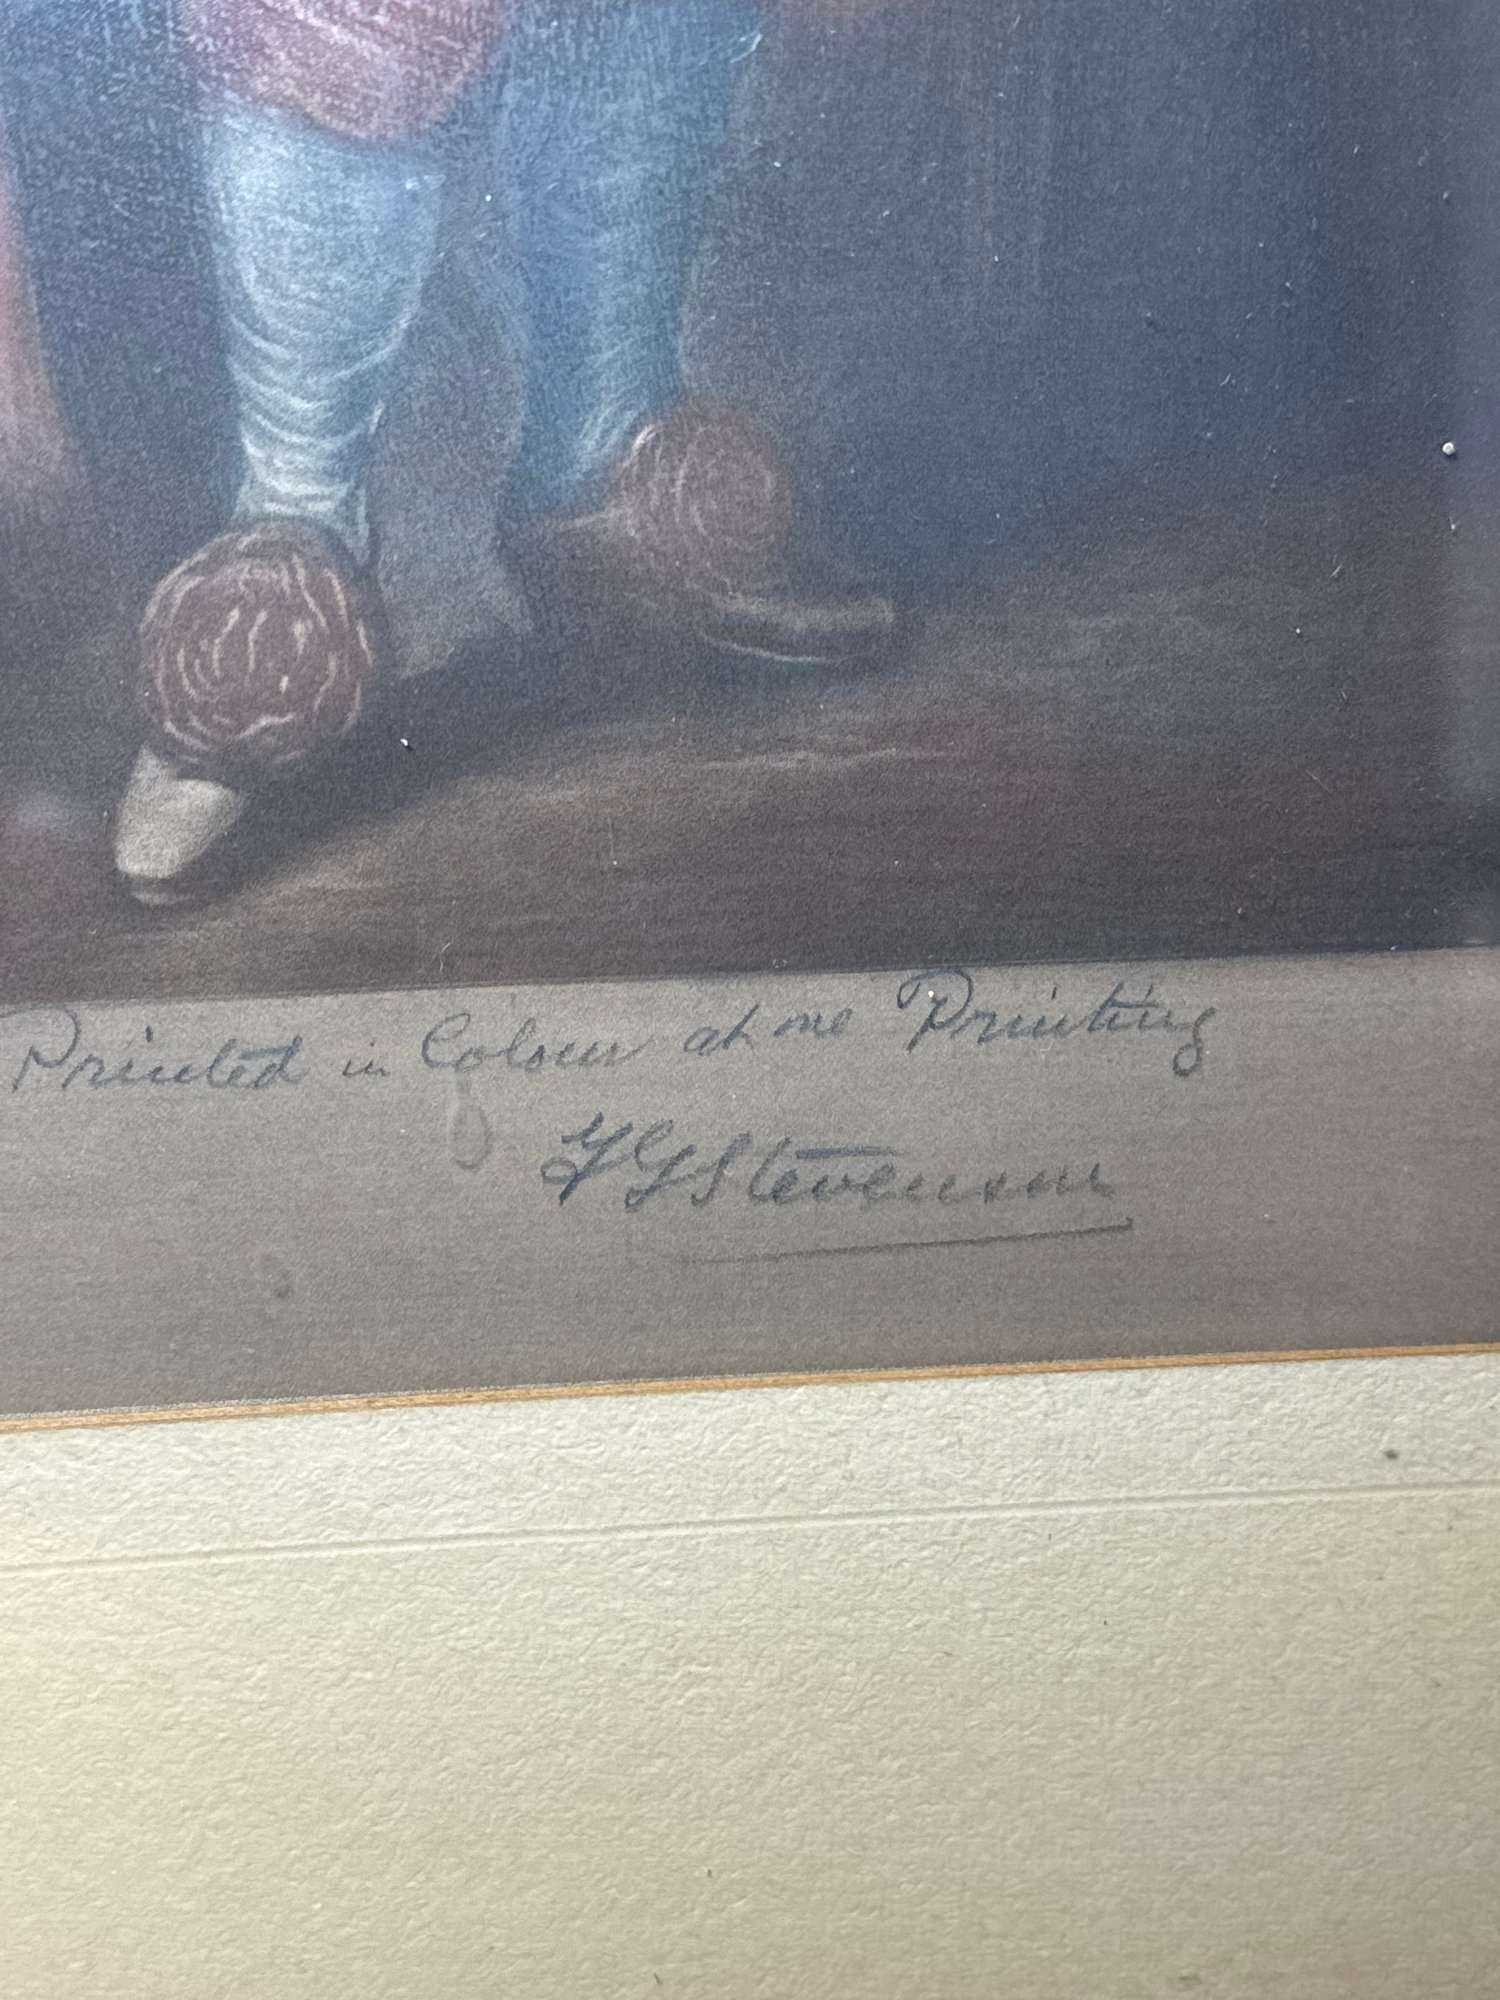 Printed in Colour at one Printing
F G Stevenson